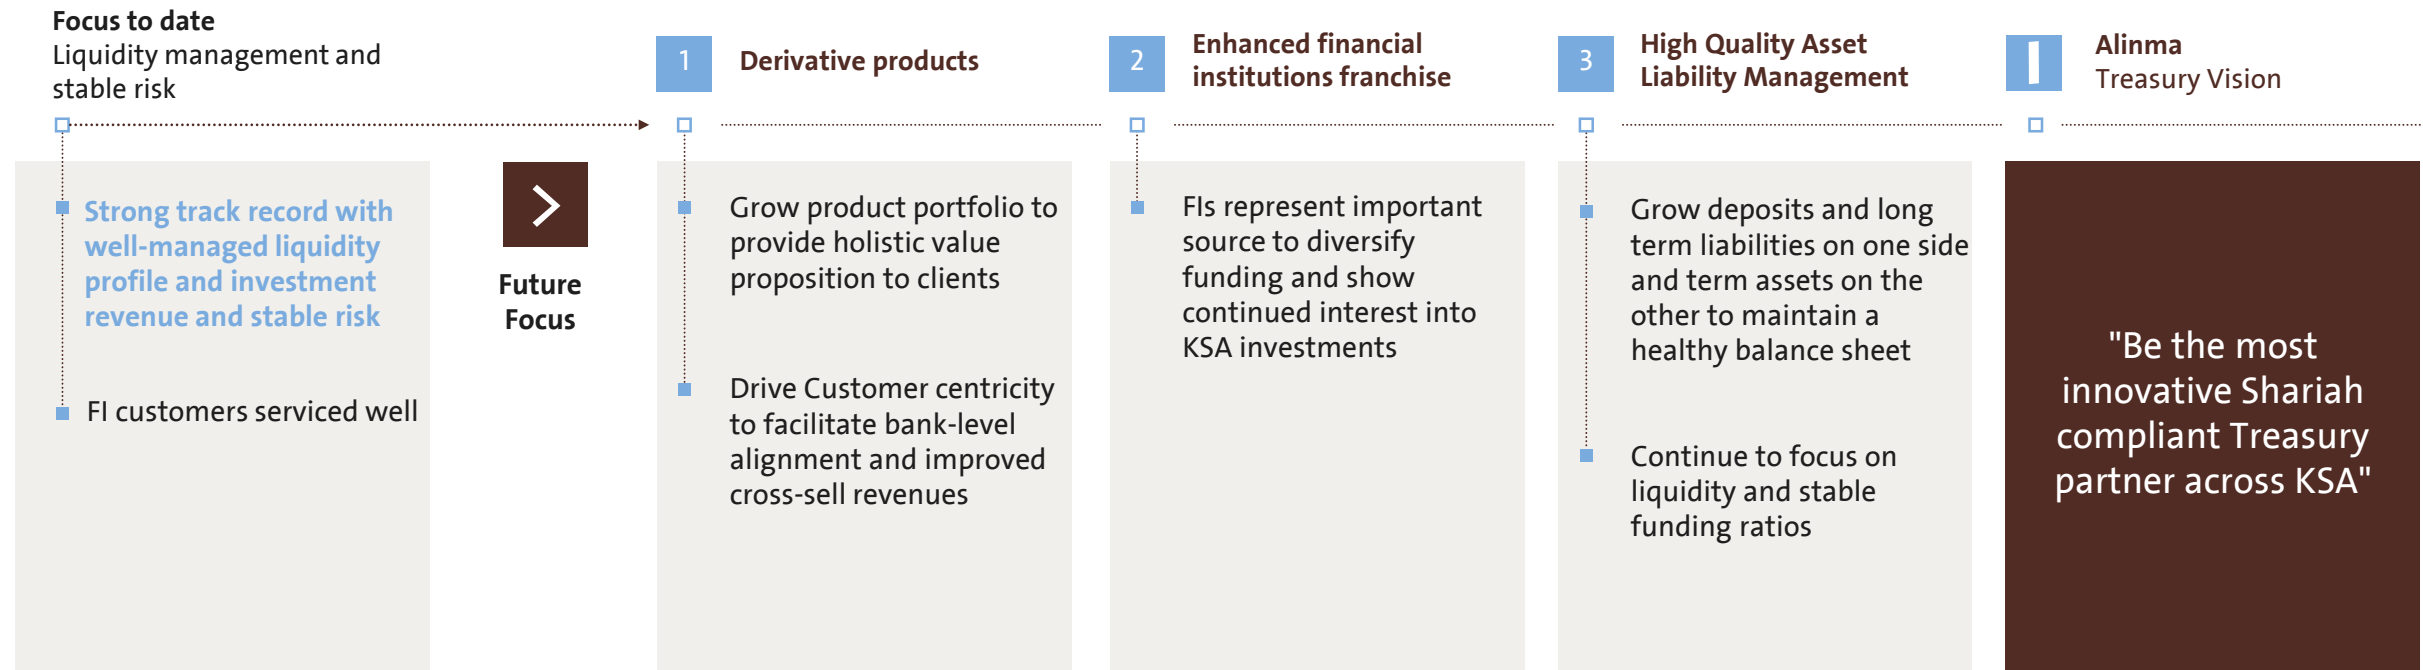 Focus to date
Liquidity management and
stable risk
Strong track record with
well-managed liquidity
profile and investment
revenue and stable risk
FI customers serviced well
Future
Focus
1
Derivative products
Grow product portfolio to
provide holistic value
proposition to clients
Drive Customer centricity
to facilitate bank-level
alignment and improved
cross-sell revenues
2
Enhanced financial
institutions franchise
FIs represent important
source to diversify
funding and show
continued interest into
KSA investments
3
High Quality Asset
Liability Management
Grow deposits and long
term liabilities on one side
and term assets on the
other to maintain a
healthy balance sheet
Continue to focus on
liquidity and stable
funding ratios
Alinma
Treasury Vision
"Be the most
innovative Shariah
compliant Treasury
partner across KSA"